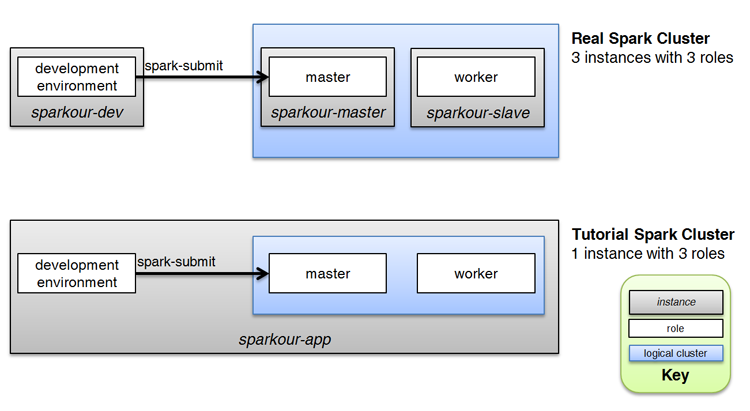 Real Spark Cluster
3 instances with 3 roles
development
environment
spark-submit
master
worker
sparkour-dev
sparkour-master
sparkour-slave
Tutorial Spark Cluster
1 instance with 3 roles
development
environment
spark-submit
master
worker
sparkour-app
instance
role
logical cluster
Key